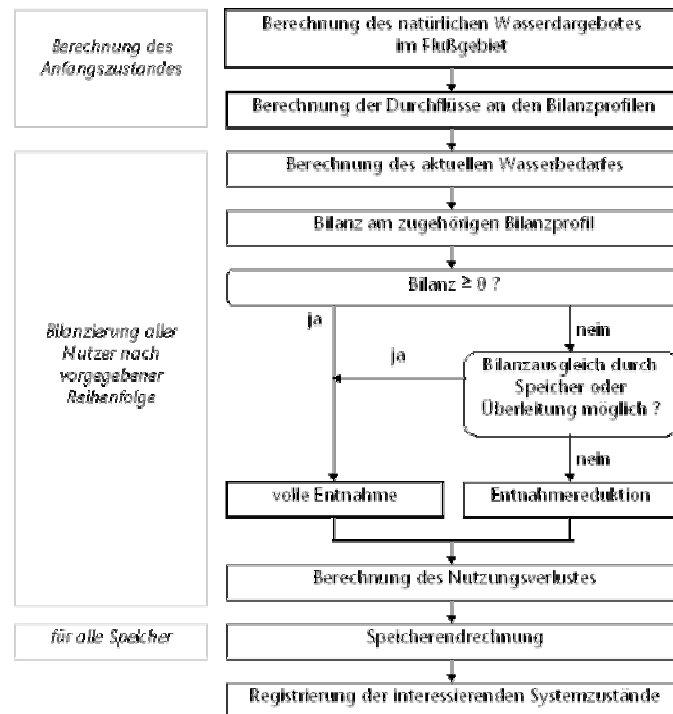 Berechnung des
Anfangszustandes
Berechnung des natürlichen Wasserdargebotes
im Flußgebiet
Berechnung der Durchflüsse an den Bilanzprofilen
Bilanzierung aller
Nutzer nach
vorgegebener
Reihenfolge
Berechnung des aktuellen Wasserbedarfes
Bilanz am zugehörigen Bilanzprofil
Bilanz ≥ 0 ?
ja
nein
ja
Bilanzausgleich durch
Speicher oder
Überleitung möglich ?
nein
volle Entnahme
Entnahmereduktion
Berechnung des Nutzungsverlustes
für alle Speicher
Speicherendrechnung
Registrierung der interessierenden Systemzustände